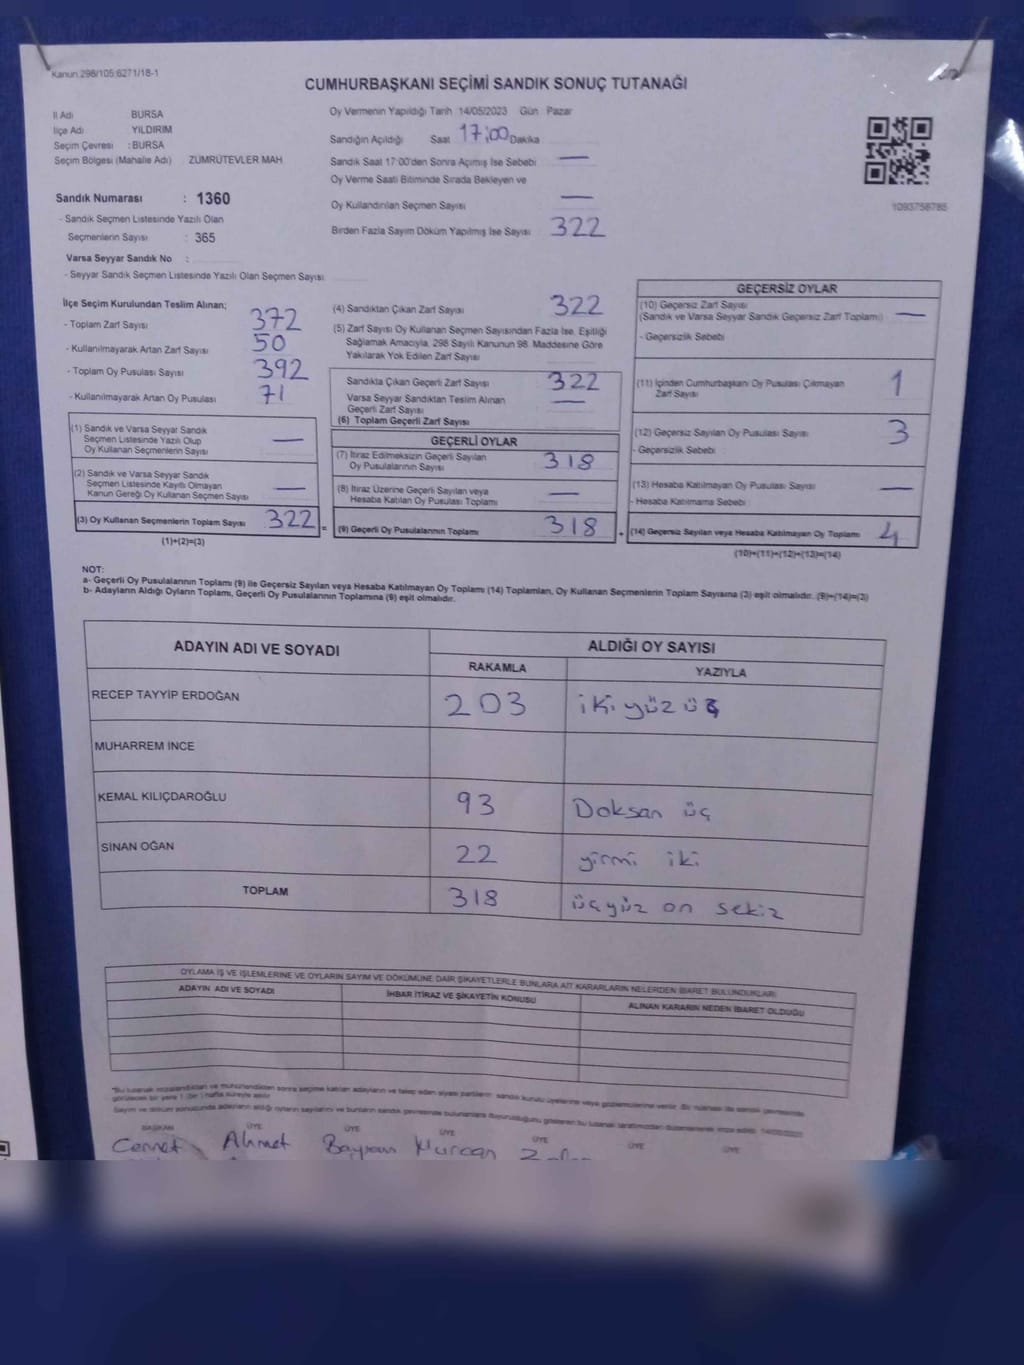 Kanun 298/105;6271/18-1
CUMHURBAŞKANI SEÇİMİ SANDIK SONUÇ TUTANAĞI
İl Adı BURSA
İlçe Adı YILDIRIM
Seçim Çevresi : BURSA
Seçim Bölgesi (Mahalle Adı) ZÜMRÜTEVLER MAH
Sandık Numarası : 1360
- Sandık Seçmen Listesinde Yazılı Olan
Seçmenlerin Sayısı : 365
Varsa Seyyar Sandık No :
- Seyyar Sandık Seçmen Listesinde Yazılı Olan Seçmen Sayısı
Oy Vermenin Yapıldığı Tarih 14/05/2023 Gün Pazar
Sandığın Açıldığı Saat 17:00 Dakika
Sandık Saat 17:00'den Sonra Açılmış İse Sebebi —
Oy Verme Saati Bitiminde Sırada Bekleyen ve
Oy Kullandırılan Seçmen Sayısı —
Birden Fazla Sayım Döküm Yapılmış İse Sayısı 322
1093756785
İlçe Seçim Kurulundan Teslim Alınan;
- Toplam Zarf Sayısı 372
- Kullanılmayarak Artan Zarf Sayısı 50
- Toplam Oy Pusulası Sayısı 392
- Kullanılmayarak Artan Oy Pusulası 71
(1) Sandık ve Varsa Seyyar Sandık
Seçmen Listesinde Yazılı Olup
Oy Kullanan Seçmenlerin Sayısı —
(2) Sandık ve Varsa Seyyar Sandık
Seçmen Listesinde Kayıtlı Olmayan
Kanun Gereği Oy Kullanan Seçmen Sayısı —
(3) Oy Kullanan Seçmenlerin Toplam Sayısı 322 =
(1)+(2)=(3)
(4) Sandıktan Çıkan Zarf Sayısı 322
(5) Zarf Sayısı Oy Kullanan Seçmen Sayısından Fazla İse, Eşitliği
Sağlamak Amacıyla, 298 Sayılı Kanunun 98. Maddesine Göre
Yakılarak Yok Edilen Zarf Sayısı
Sandıkta Çıkan Geçerli Zarf Sayısı 322
Varsa Seyyar Sandıktan Teslim Alınan
Geçerli Zarf Sayısı —
(6) Toplam Geçerli Zarf Sayısı
GEÇERLİ OYLAR
(7) İtiraz Edilmeksizin Geçerli Sayılan
Oy Pusulalarının Sayısı 318
(8) İtiraz Üzerine Geçerli Sayılan veya
Hesaba Katılan Oy Pusulası Toplamı —
(9) Geçerli Oy Pusulalarının Toplamı 318 +
GEÇERSİZ OYLAR
(10) Geçersiz Zarf Sayısı
(Sandık ve Varsa Seyyar Sandık Geçersiz Zarf Toplamı) —
- Geçersizlik Sebebi
(11) İçinden Cumhurbaşkanı Oy Pusulası Çıkmayan
Zarf Sayısı 1
(12) Geçersiz Sayılan Oy Pusulası Sayısı 3
- Geçersizlik Sebebi
(13) Hesaba Katılmayan Oy Pusulası Sayısı —
- Hesaba Katılmama Sebebi
(14) Geçersiz Sayılan veya Hesaba Katılmayan Oy Toplamı 4
(10)+(11)+(12)+(13)=(14)
NOT:
a- Geçerli Oy Pusulalarının Toplamı (9) ile Geçersiz Sayılan veya Hesaba Katılmayan Oy Toplamı (14) Toplamları, Oy Kullanan Seçmenlerin Toplam Sayısına (3) eşit olmalıdır. (9)+(14)=(3)
b- Adayların Aldığı Oyların Toplamı, Geçerli Oy Pusulalarının Toplamına (9) eşit olmalıdır.
ADAYIN ADI VE SOYADI ALDIĞI OY SAYISI
RAKAMLA YAZIYLA
RECEP TAYYİP ERDOĞAN 203 iki yüz üç
MUHARREM İNCE
KEMAL KILIÇDAROĞLU 93 Doksan üç
SİNAN OĞAN 22 yirmi iki
TOPLAM 318 üçyüz on sekiz
OYLAMA İŞ VE İŞLEMLERİNE VE OYLARIN SAYIM VE DÖKÜMÜNE DAİR ŞİKAYETLERLE BUNLARA AİT KARARLARIN NELERDEN İBARET BULUNDUKLARI
ADAYIN ADI VE SOYADI İHBAR İTİRAZ VE ŞİKAYETİN KONUSU ALINAN KARARIN NEDEN İBARET OLDUĞU
BAŞKAN ÜYE ÜYE ÜYE ÜYE ÜYE ÜYE
Cennet Ahmet Bayram Nurcan